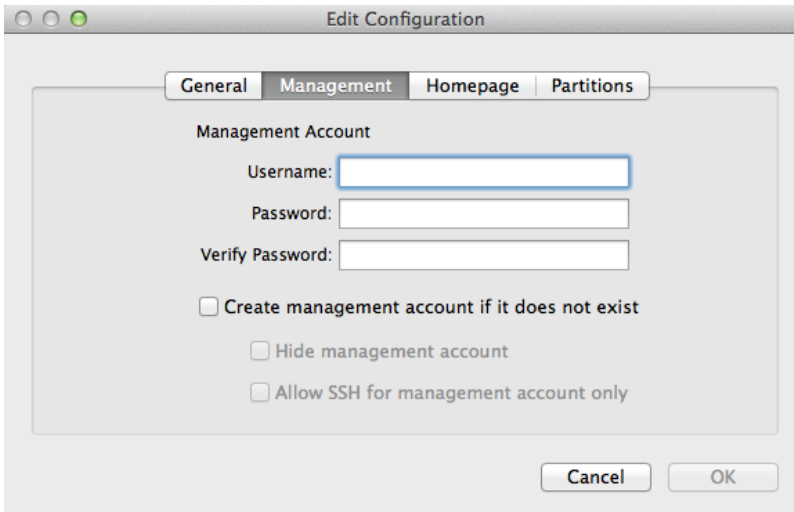 Edit Configuration
General Management Homepage Partitions
Management Account
Username:
Password:
Verify Password:
Create management account if it does not exist
Hide management account
Allow SSH for management account only
Cancel OK